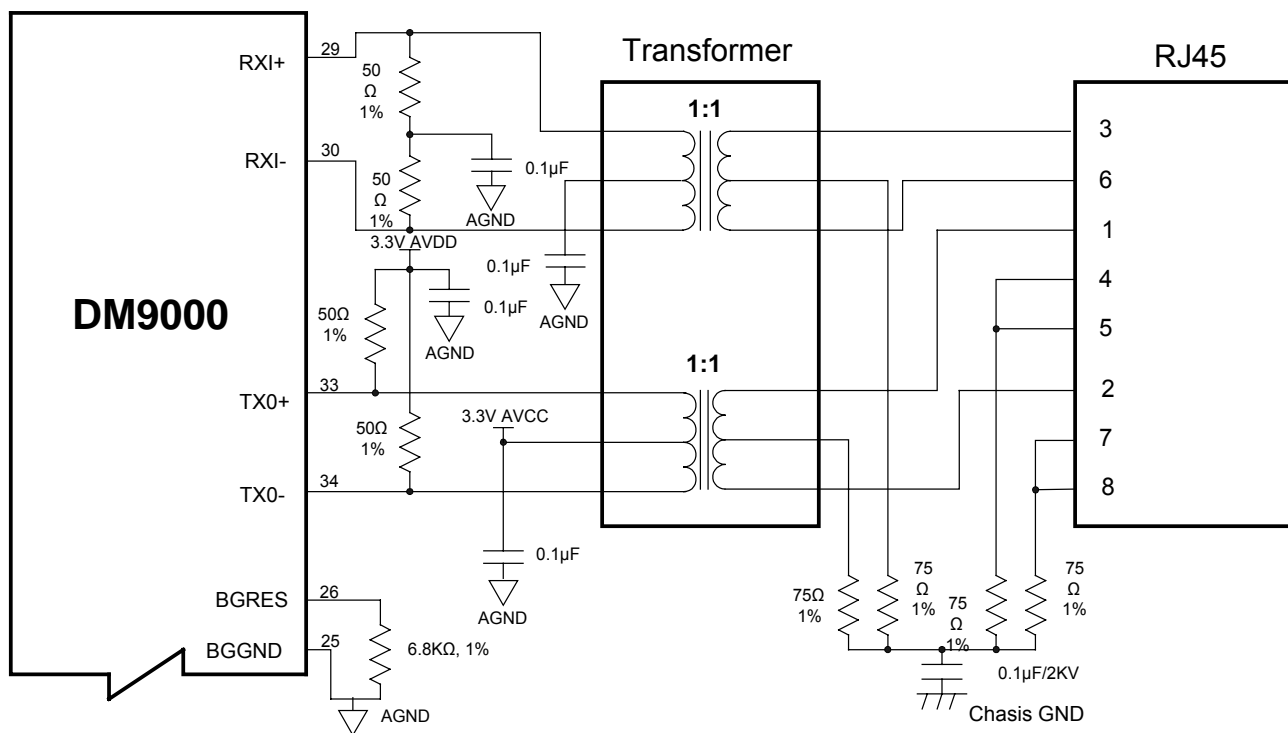 Transformer
RJ45
DM9000
RXI+
29
50
Ω
1%
RXI-
30
50
Ω
1%
0.1µF
AGND
3.3V AVDD
0.1µF
AGND
0.1µF
AGND
50Ω
1%
TX0+
33
50Ω
1%
TX0-
34
3.3V AVCC
0.1µF
AGND
BGRES
26
BGGND
25
6.8KΩ, 1%
AGND
1:1
1:1
3
6
1
4
5
2
7
8
75Ω
1%
75
Ω
1%
75
Ω
1%
75
Ω
1%
0.1µF/2KV
Chasis GND